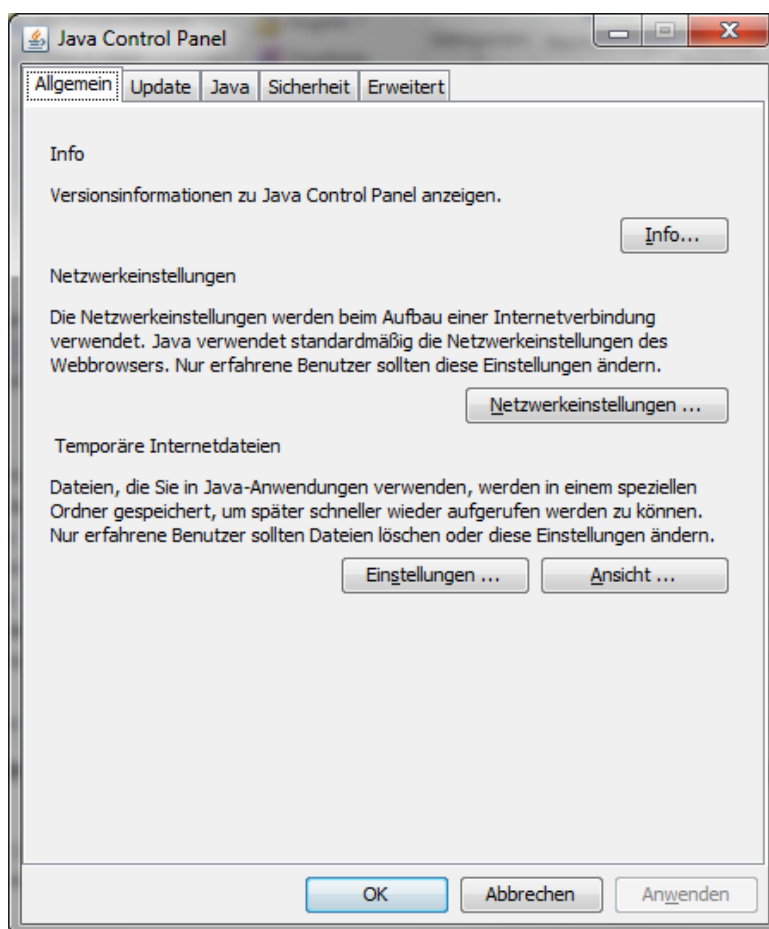 Java Control Panel
Allgemein Update Java Sicherheit Erweitert
Info
Versionsinformationen zu Java Control Panel anzeigen.
Info...
Netzwerkeinstellungen
Die Netzwerkeinstellungen werden beim Aufbau einer Internetverbindung
verwendet. Java verwendet standardmäßig die Netzwerkeinstellungen des
Webbrowsers. Nur erfahrene Benutzer sollten diese Einstellungen ändern.
Netzwerkeinstellungen ...
Temporäre Internetdateien
Dateien, die Sie in Java-Anwendungen verwenden, werden in einem speziellen
Ordner gespeichert, um später schneller wieder aufgerufen werden zu können.
Nur erfahrene Benutzer sollten Dateien löschen oder diese Einstellungen ändern.
Einstellungen ... Ansicht ...
OK Abbrechen Anwenden